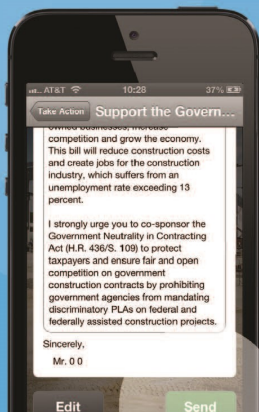 AT&T 10:28 37%
Take Action Support the Govern...
owned businesses, increase
competition and grow the economy.
This bill will reduce construction costs
and create jobs for the construction
industry, which suffers from an
unemployment rate exceeding 13
percent.
I strongly urge you to co-sponsor the
Government Neutrality in Contracting
Act (H.R. 436/S. 109) to protect
taxpayers and ensure fair and open
competition on government
construction contracts by prohibiting
government agencies from mandating
discriminatory PLAs on federal and
federally assisted construction projects.
Sincerely,
Mr. 0 0
Edit Send